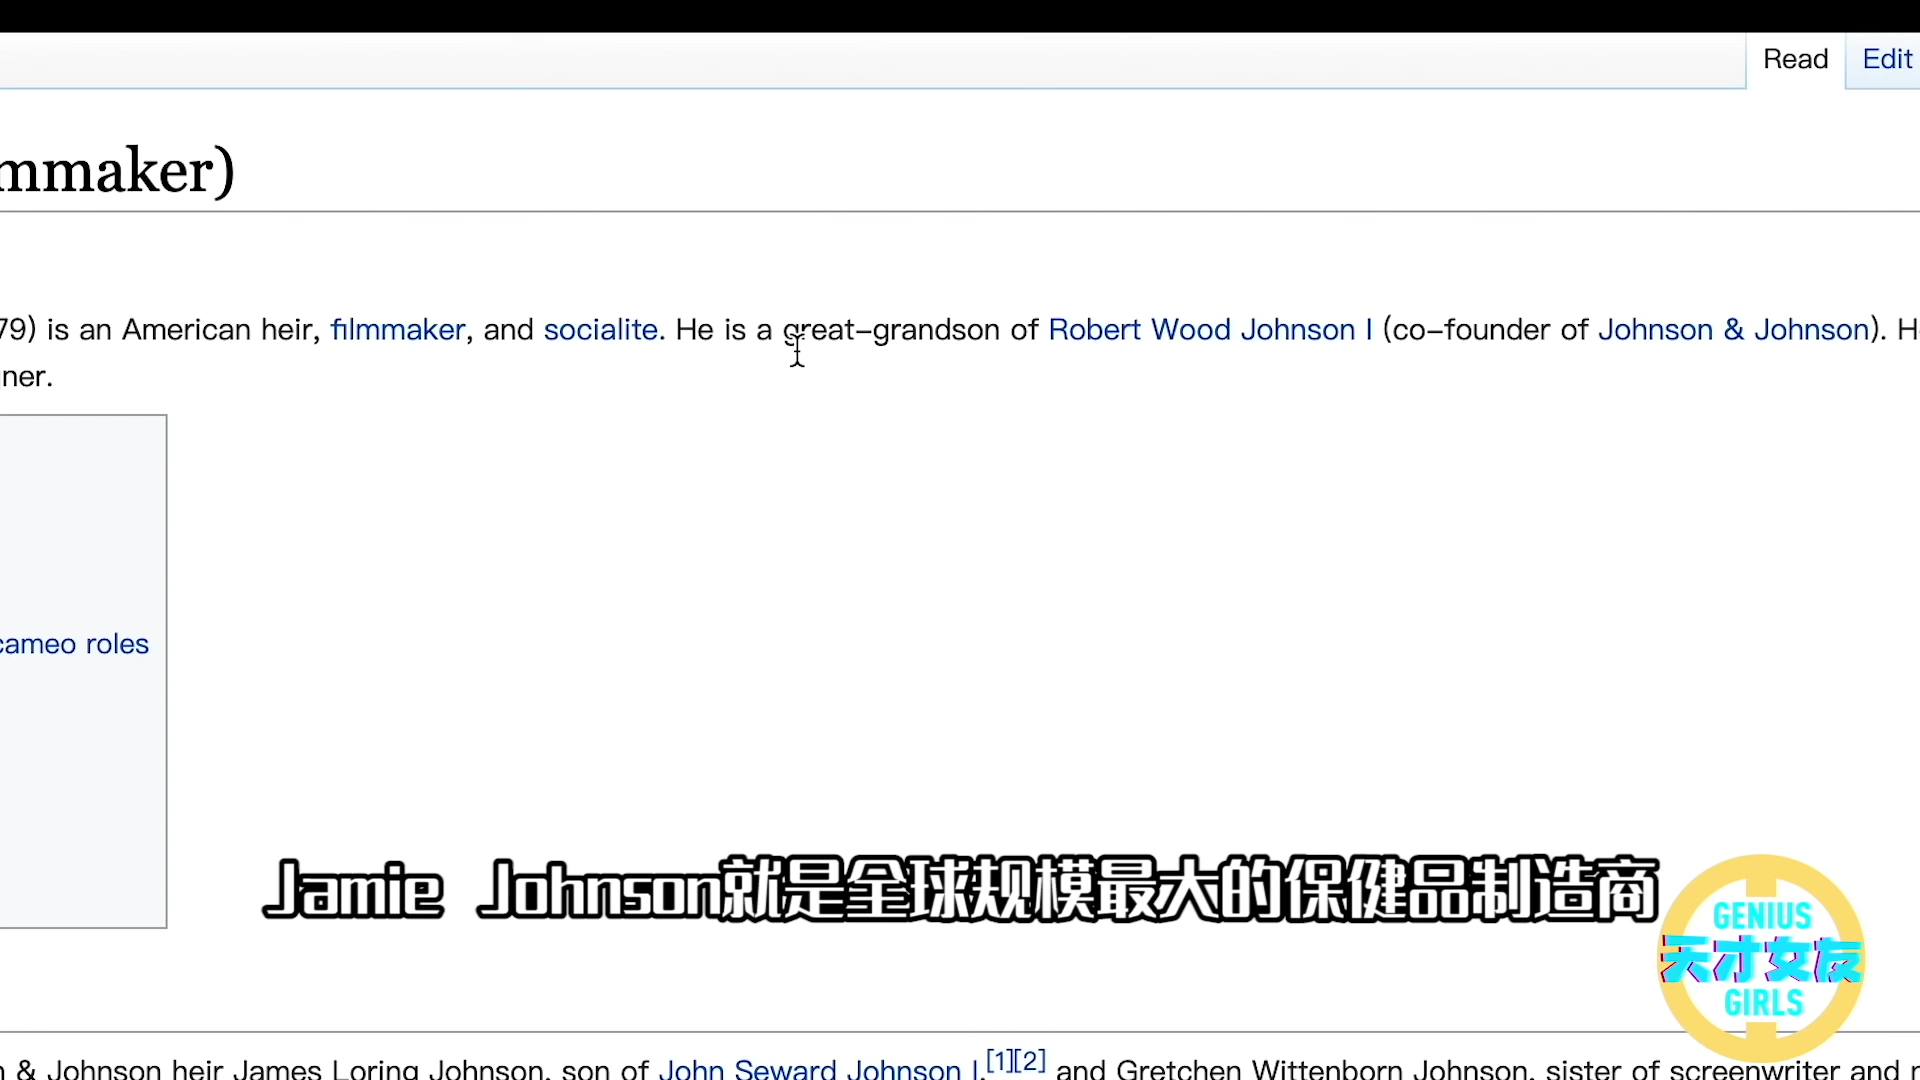 Read Edit
mmaker)
79) is an American heir, filmmaker, and socialite. He is a great-grandson of Robert Wood Johnson I (co-founder of Johnson & Johnson). H
ner.
cameo roles
Jamie Johnson就是全球规模最大的保健品制造商
GENIUS
天才女友
GIRLS
& Johnson heir James Loring Johnson, son of John Seward Johnson I,[1][2] and Gretchen Wittenborn Johnson, sister of screenwriter and